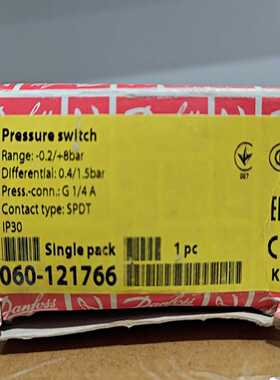 Pressure switch
Range: -0.2/+8bar
Differential: 0.4/1.5bar
Press.-conn.: G 1/4 A
Contact type: SPDT
IP30
Single pack 1 pc
060-121766
Danfoss Danfoss